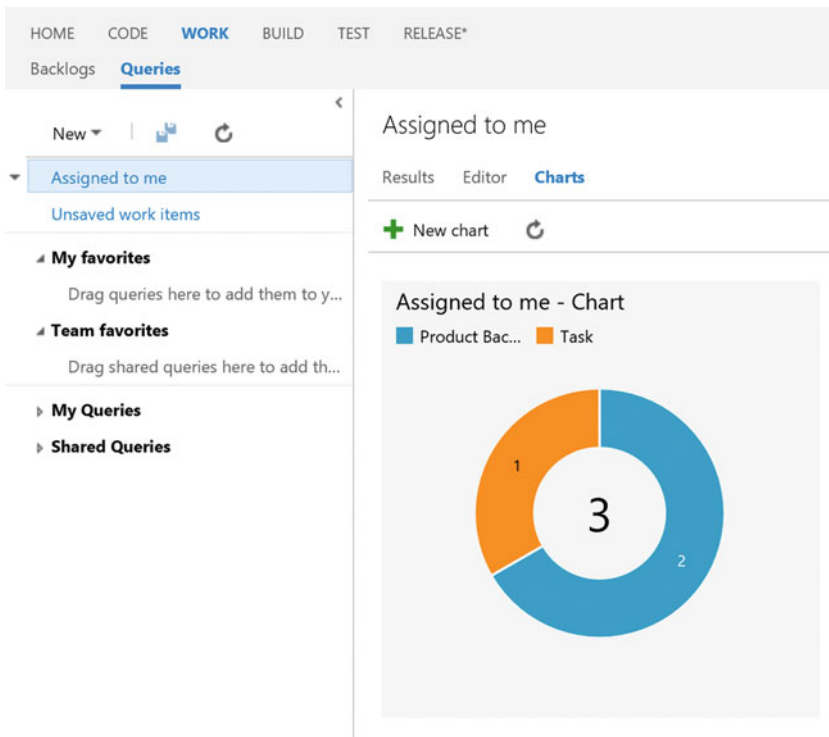 HOME CODE WORK BUILD TEST RELEASE*
Backlogs Queries
New
Assigned to me
Unsaved work items
My favorites
Drag queries here to add them to y...
Team favorites
Drag shared queries here to add th...
My Queries
Shared Queries
Assigned to me
Results Editor Charts
New chart
Assigned to me - Chart
Product Bac... Task
1
3
2